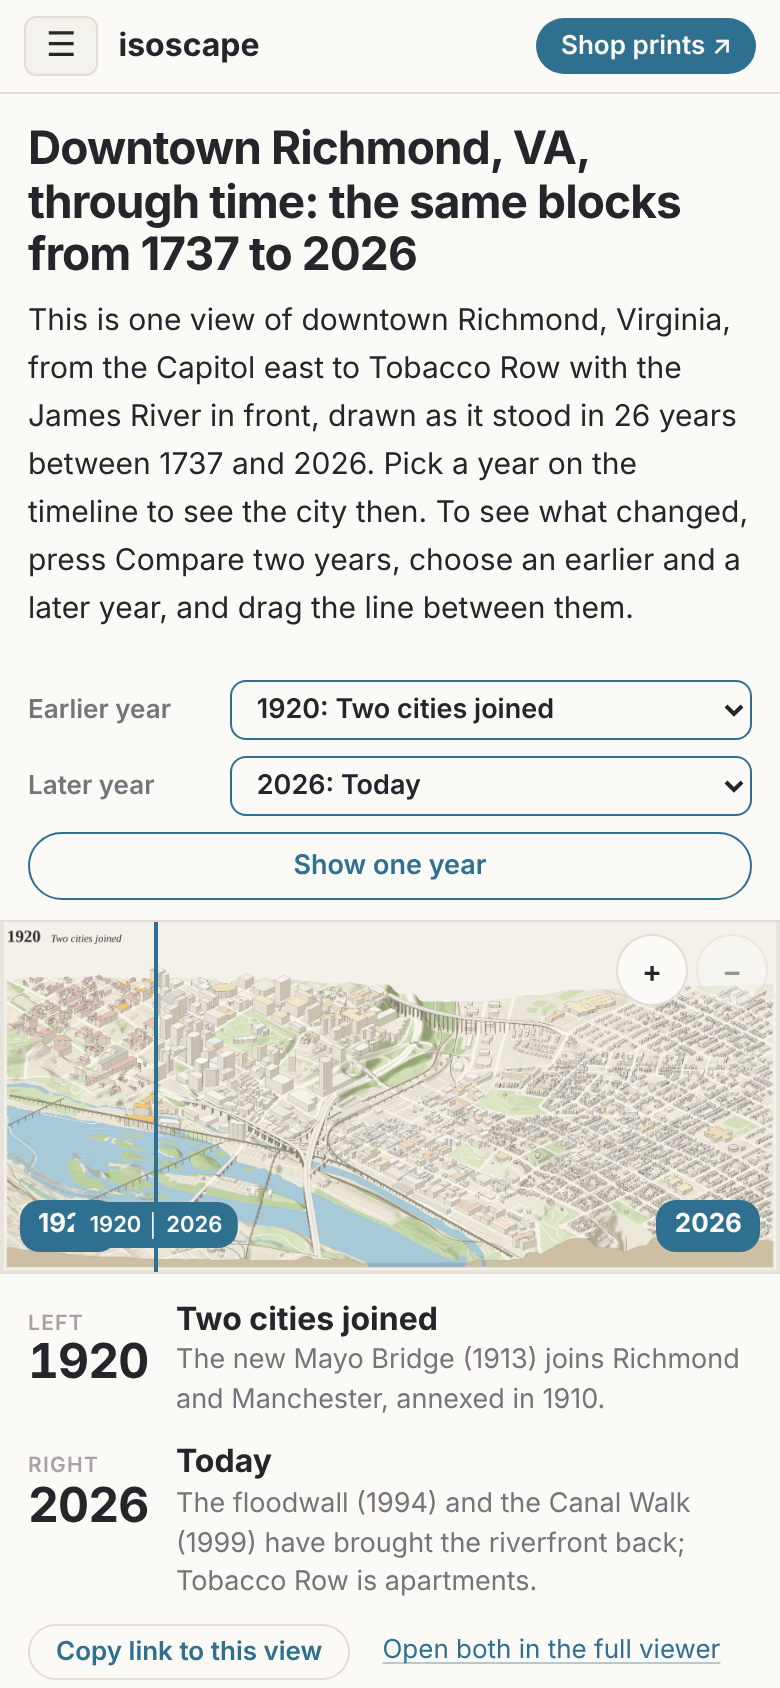 ☰ isoscape Shop prints ↗
Downtown Richmond, VA,
through time: the same blocks
from 1737 to 2026
This is one view of downtown Richmond, Virginia,
from the Capitol east to Tobacco Row with the
James River in front, drawn as it stood in 26 years
between 1737 and 2026. Pick a year on the
timeline to see the city then. To see what changed,
press Compare two years, choose an earlier and a
later year, and drag the line between them.
Earlier year 1920: Two cities joined
Later year 2026: Today
Show one year
1920 Two cities joined
+ −
192 1920 | 2026 2026
LEFT
1920
Two cities joined
The new Mayo Bridge (1913) joins Richmond
and Manchester, annexed in 1910.
RIGHT
2026
Today
The floodwall (1994) and the Canal Walk
(1999) have brought the riverfront back;
Tobacco Row is apartments.
Copy link to this view Open both in the full viewer